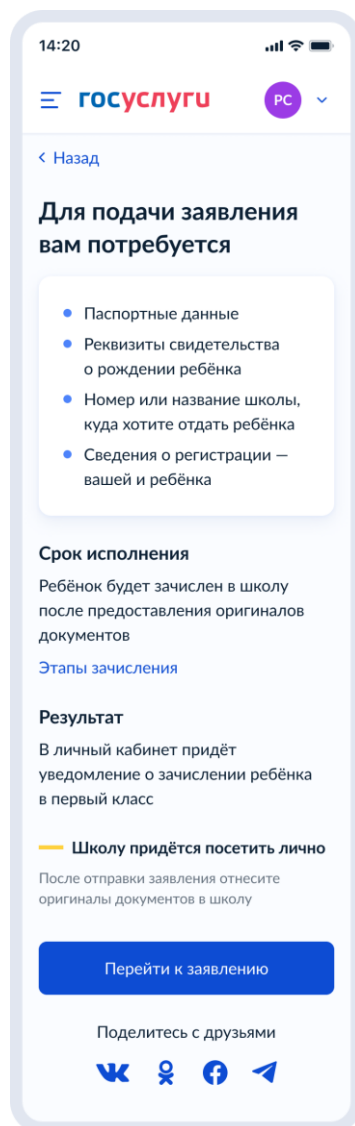 14:20
госуслуги
РС
Назад
Для подачи заявления
вам потребуется
Паспортные данные
Реквизиты свидетельства
о рождении ребёнка
Номер или название школы,
куда хотите отдать ребёнка
Сведения о регистрации —
вашей и ребёнка
Срок исполнения
Ребёнок будет зачислен в школу
после предоставления оригиналов
документов
Этапы зачисления
Результат
В личный кабинет придёт
уведомление о зачислении ребёнка
в первый класс
Школу придётся посетить лично
После отправки заявления отнесите
оригиналы документов в школу
Перейти к заявлению
Поделитесь с друзьями